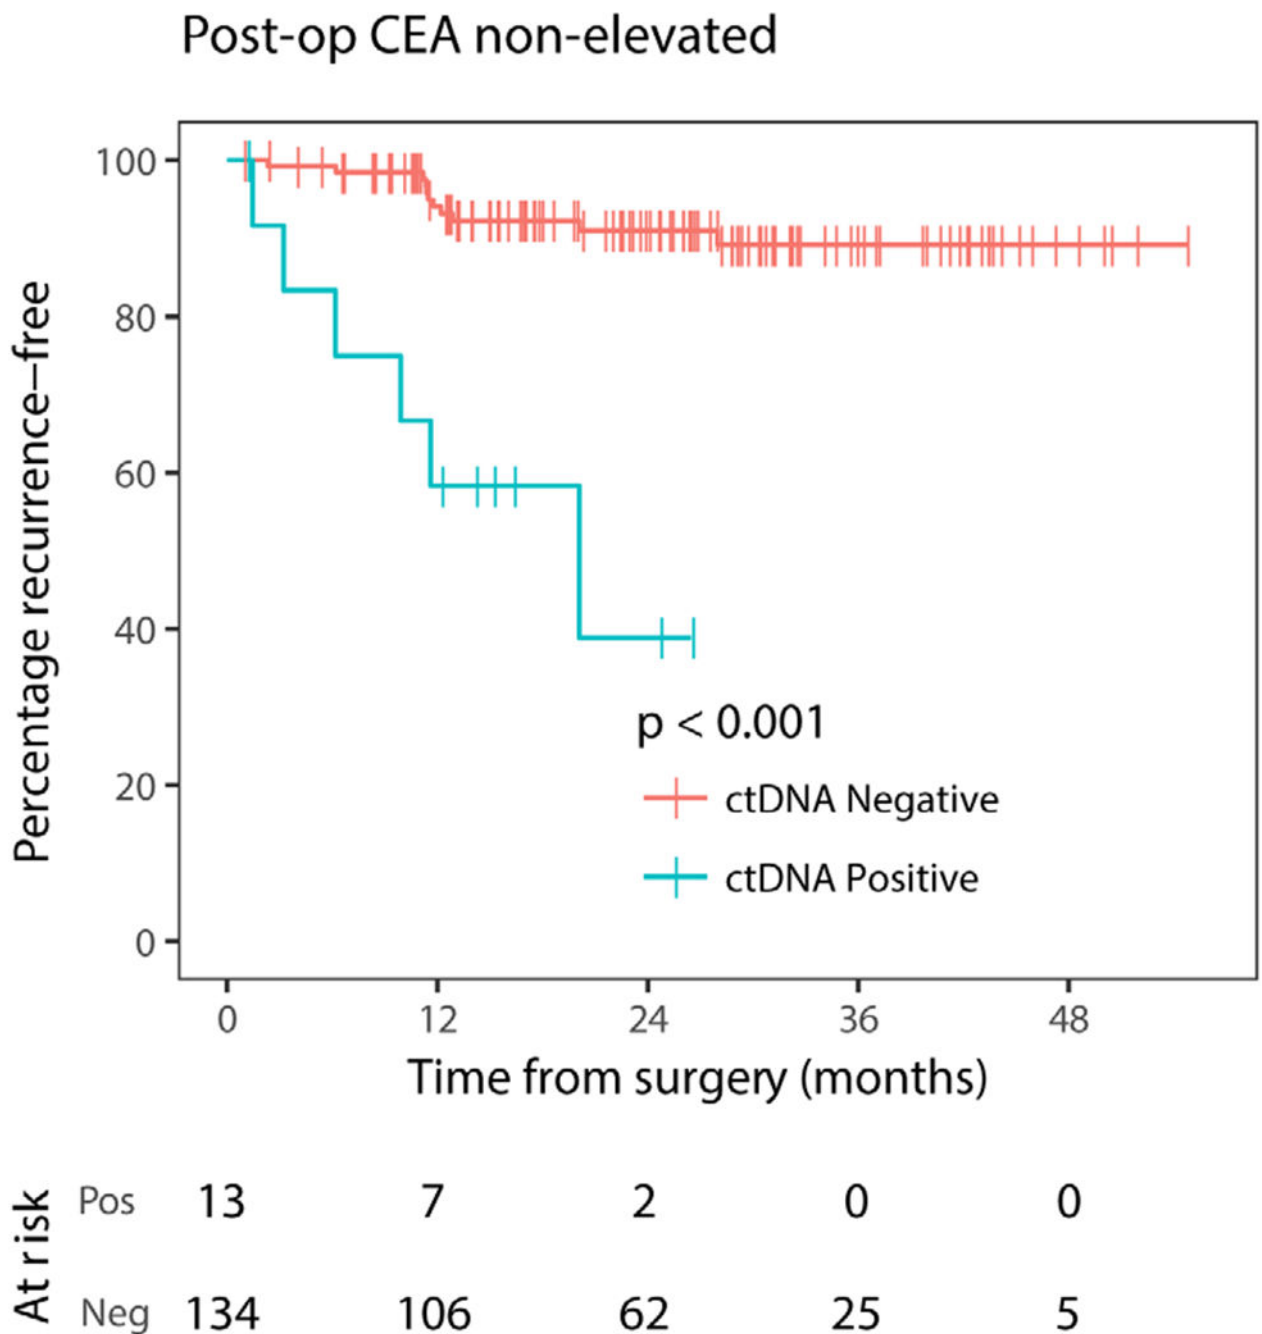 Post-op CEA non-elevated
Percentage recurrence–free
100
80
60
40
20
0
p < 0.001
ctDNA Negative
ctDNA Positive
0 12 24 36 48
Time from surgery (months)
At risk
Pos 13 7 2 0 0
Neg 134 106 62 25 5